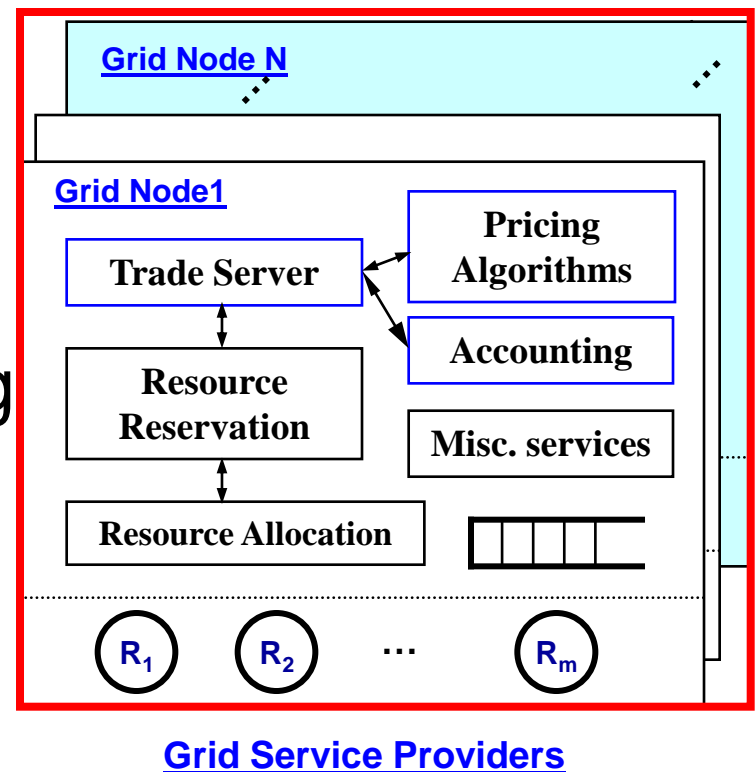 Grid Node N
Grid Node1
Pricing
Algorithms
Trade Server
Accounting
Resource
Reservation
g
Misc. services
Resource Allocation
R1
R2
...
Rm
Grid Service Providers